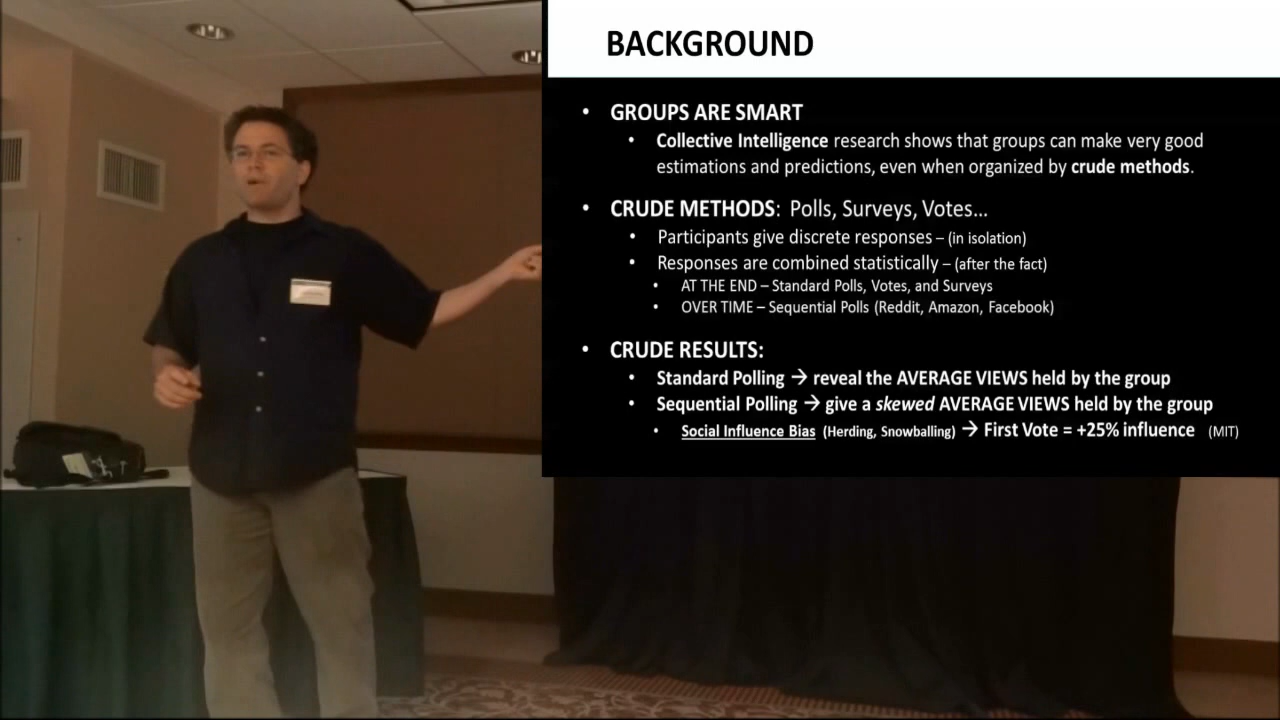 BACKGROUND
• GROUPS ARE SMART
• Collective Intelligence research shows that groups can make very good
estimations and predictions, even when organized by crude methods.
• CRUDE METHODS: Polls, Surveys, Votes...
• Participants give discrete responses – (in isolation)
• Responses are combined statistically – (after the fact)
• AT THE END – Standard Polls, Votes, and Surveys
• OVER TIME – Sequential Polls (Reddit, Amazon, Facebook)
• CRUDE RESULTS:
• Standard Polling → reveal the AVERAGE VIEWS held by the group
• Sequential Polling → give a skewed AVERAGE VIEWS held by the group
• Social Influence Bias (Herding, Snowballing) → First Vote = +25% influence (MIT)